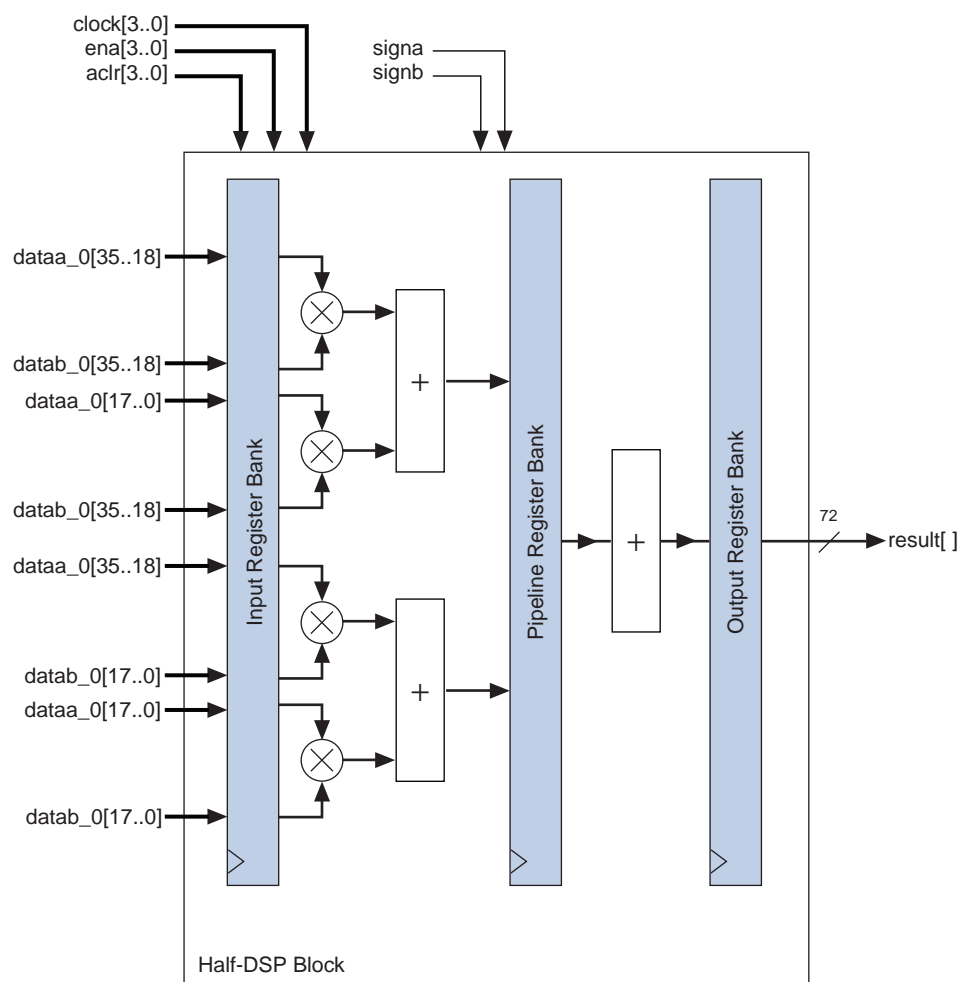 clock[3..0]
ena[3..0]
aclr[3..0]
signa
signb
dataa_0[35..18]
datab_0[35..18]
dataa_0[17..0]
datab_0[35..18]
dataa_0[35..18]
datab_0[17..0]
dataa_0[17..0]
datab_0[17..0]
Input Register Bank
+
+
Pipeline Register Bank
+
Output Register Bank
72
result[ ]
Half-DSP Block